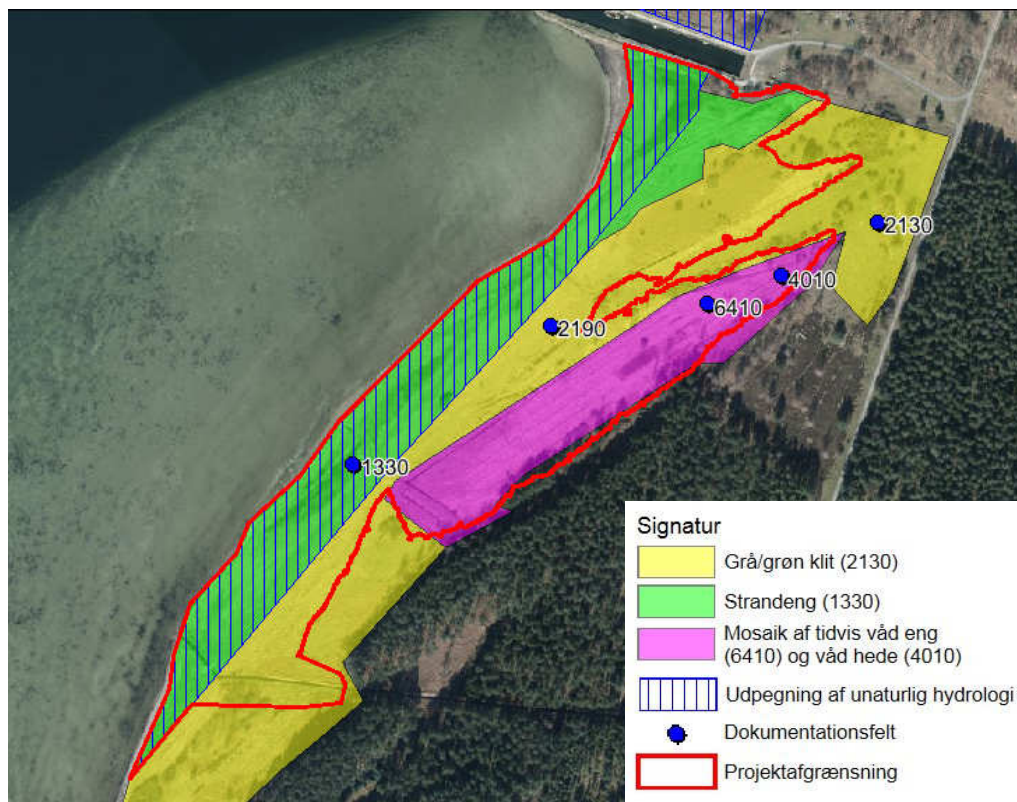 2130
4010
6410
2190
1330
Signatur
Grå/grøn klit (2130)
Strandeng (1330)
Mosaik af tidvis våd eng
(6410) og våd hede (4010)
Udpegning af unaturlig hydrologi
Dokumentationsfelt
Projektafgrænsning